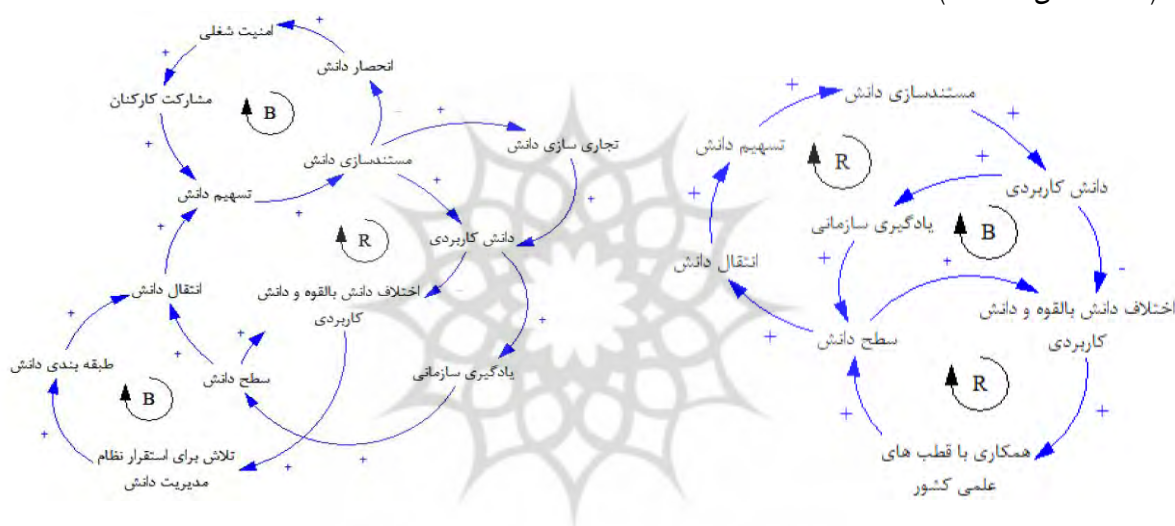 امنیت شغلی
انحصار دانش
مشارکت کارکنان
B
تجاری سازی دانش
مستندسازی دانش
تسهیم دانش
R
دانش کاربردی
انتقال دانش
اختلاف دانش بالقوه و دانش
کاربردی
طبقه بندی دانش
سطح دانش
یادگیری سازمانی
B
تلاش برای استقرار نظام
مدیریت دانش
مستندسازی دانش
تسهیم دانش
R
دانش کاربردی
یادگیری سازمانی
B
انتقال دانش
اختلاف دانش بالقوه و دانش
کاربردی
سطح دانش
R
همکاری با قطب های
علمی کشور